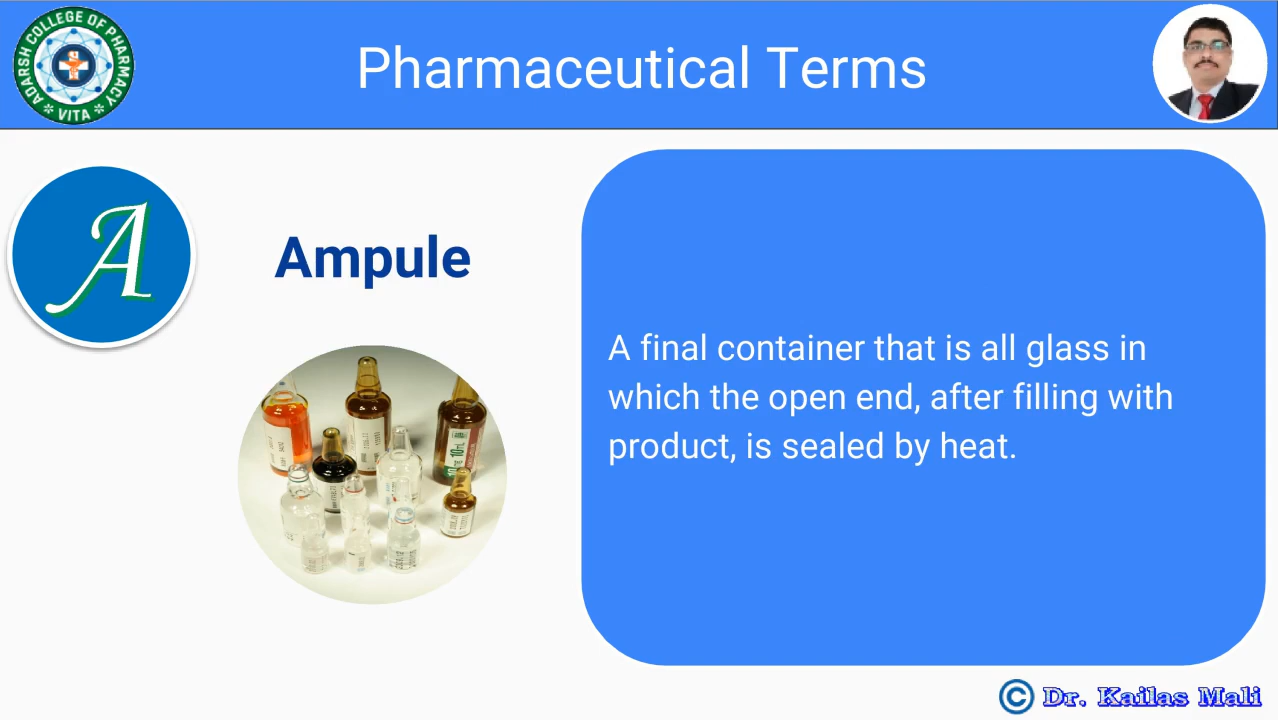 ADARSH COLLEGE OF PHARMACY
VITA
Pharmaceutical Terms
A
Ampule
A final container that is all glass in
which the open end, after filling with
product, is sealed by heat.
© Dr. Kailas Mali